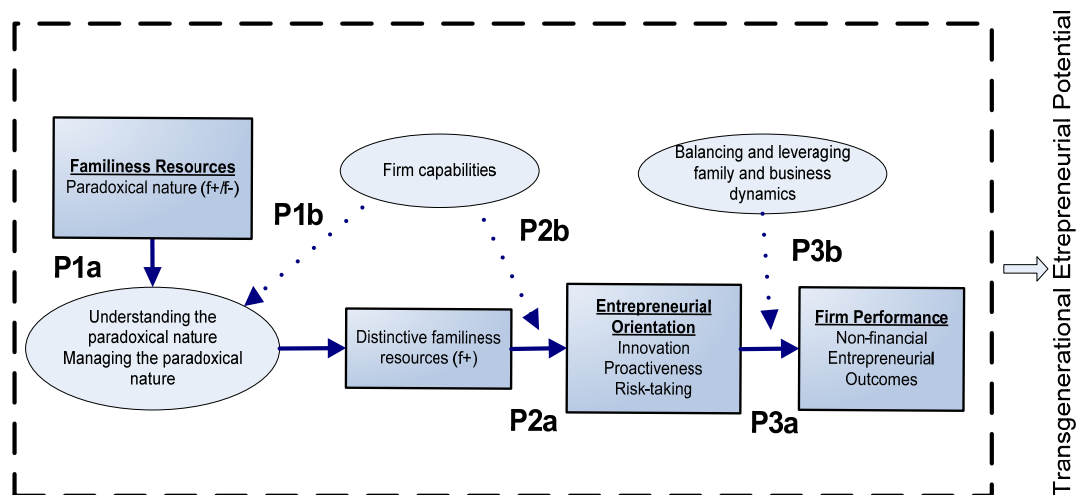 Familiness Resources
Paradoxical nature (f+/f-)
P1a
P1b
Firm capabilities
P2b
Balancing and leveraging
family and business
dynamics
P3b
Understanding the
paradoxical nature
Managing the paradoxical
nature
Distinctive familiness
resources (f+)
P2a
Entrepreneurial
Orientation
Innovation
Proactiveness
Risk-taking
P3a
Firm Performance
Non-financial
Entrepreneurial
Outcomes
Transgenerational Etrepreneurial Potential